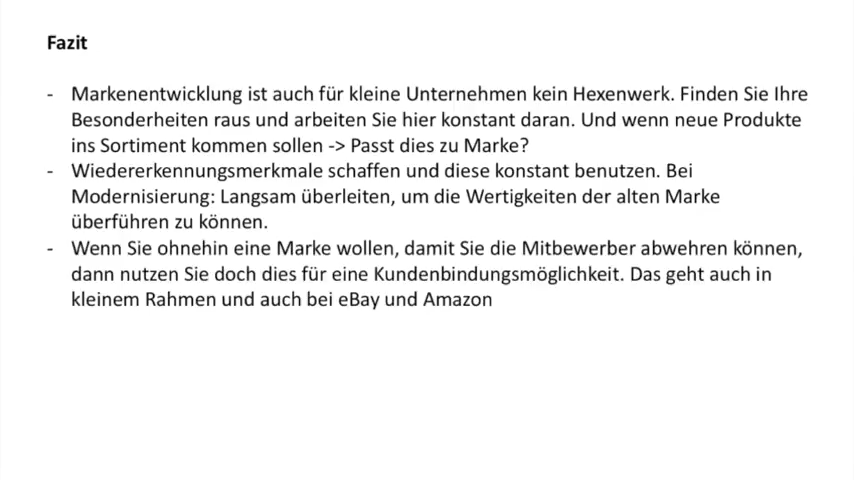 Fazit
- Markenentwicklung ist auch für kleine Unternehmen kein Hexenwerk. Finden Sie Ihre
Besonderheiten raus und arbeiten Sie hier konstant daran. Und wenn neue Produkte
ins Sortiment kommen sollen -> Passt dies zu Marke?
- Wiedererkennungsmerkmale schaffen und diese konstant benutzen. Bei
Modernisierung: Langsam überleiten, um die Wertigkeiten der alten Marke
überführen zu können.
- Wenn Sie ohnehin eine Marke wollen, damit Sie die Mitbewerber abwehren können,
dann nutzen Sie doch dies für eine Kundenbindungsmöglichkeit. Das geht auch in
kleinem Rahmen und auch bei eBay und Amazon